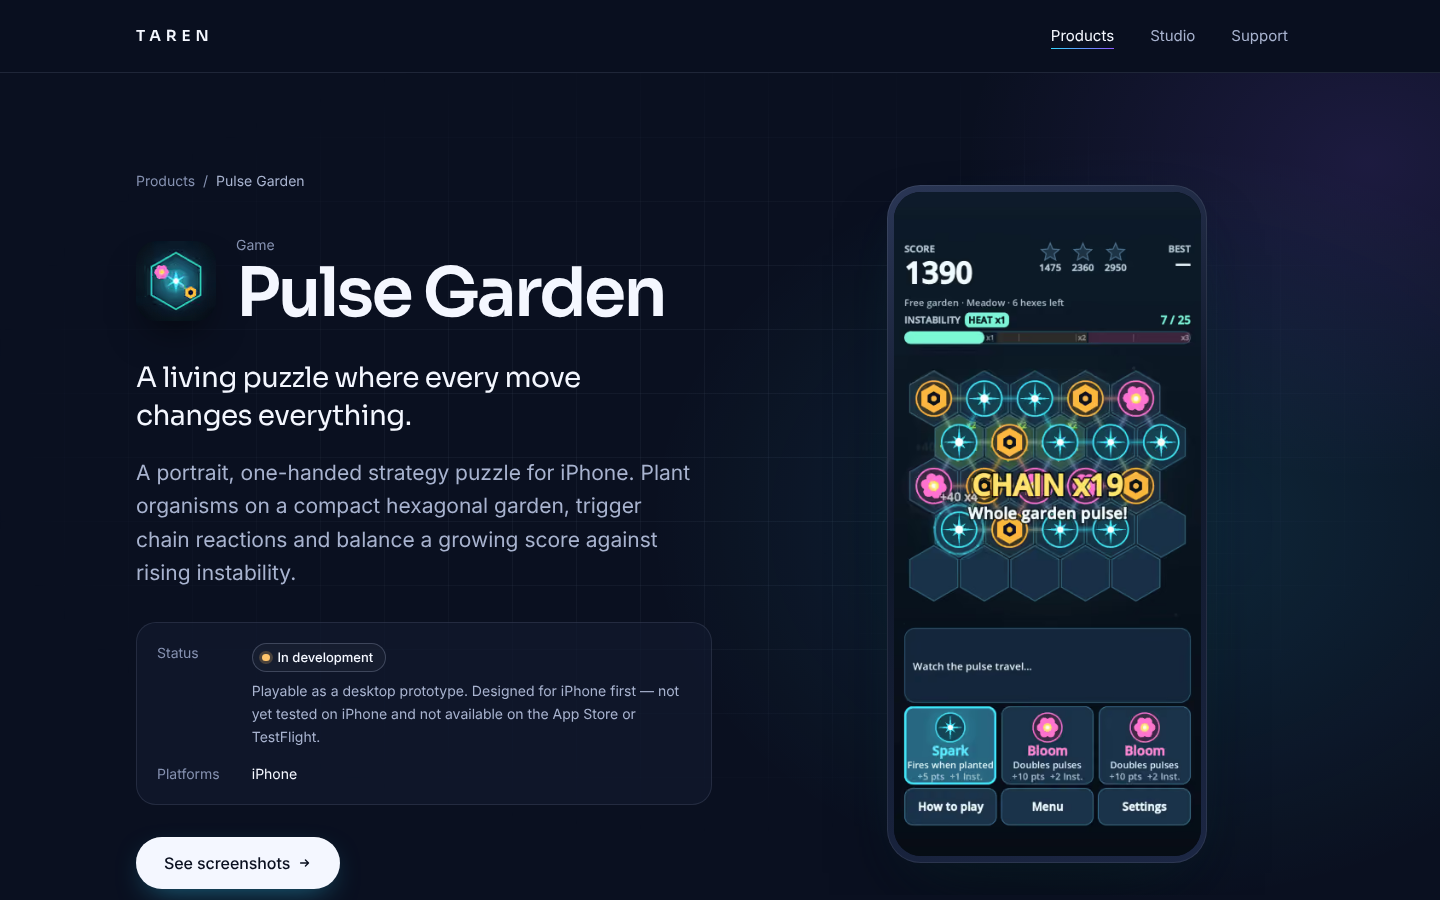 TAREN
Products
Studio
Support
Products / Pulse Garden
Game
Pulse Garden
A living puzzle where every move
changes everything.
A portrait, one-handed strategy puzzle for iPhone. Plant
organisms on a compact hexagonal garden, trigger
chain reactions and balance a growing score against
rising instability.
Status
In development
Playable as a desktop prototype. Designed for iPhone first — not
yet tested on iPhone and not available on the App Store or
TestFlight.
Platforms
iPhone
See screenshots →
SCORE
1390
1475 2360 2950
BEST
—
Free garden · Meadow · 6 hexes left
INSTABILITY HEAT x1 7 / 25
x1 x2 x3
CHAIN x19
+40 x4
Whole garden pulse!
Watch the pulse travel...
Spark
Fires when planted
+5 pts +1 Inst.
Bloom
Doubles pulses
+10 pts +2 Inst.
Bloom
Doubles pulses
+10 pts +2 Inst.
How to play
Menu
Settings